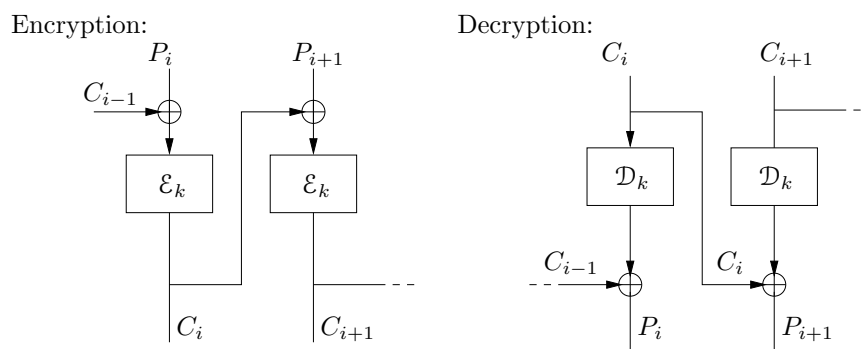 Encryption: Decryption:
P_i P_{i+1} C_i C_{i+1}
C_{i−1}
ℰ_k ℰ_k 𝒟_k 𝒟_k
C_{i−1} C_i
C_i C_{i+1} P_i P_{i+1}